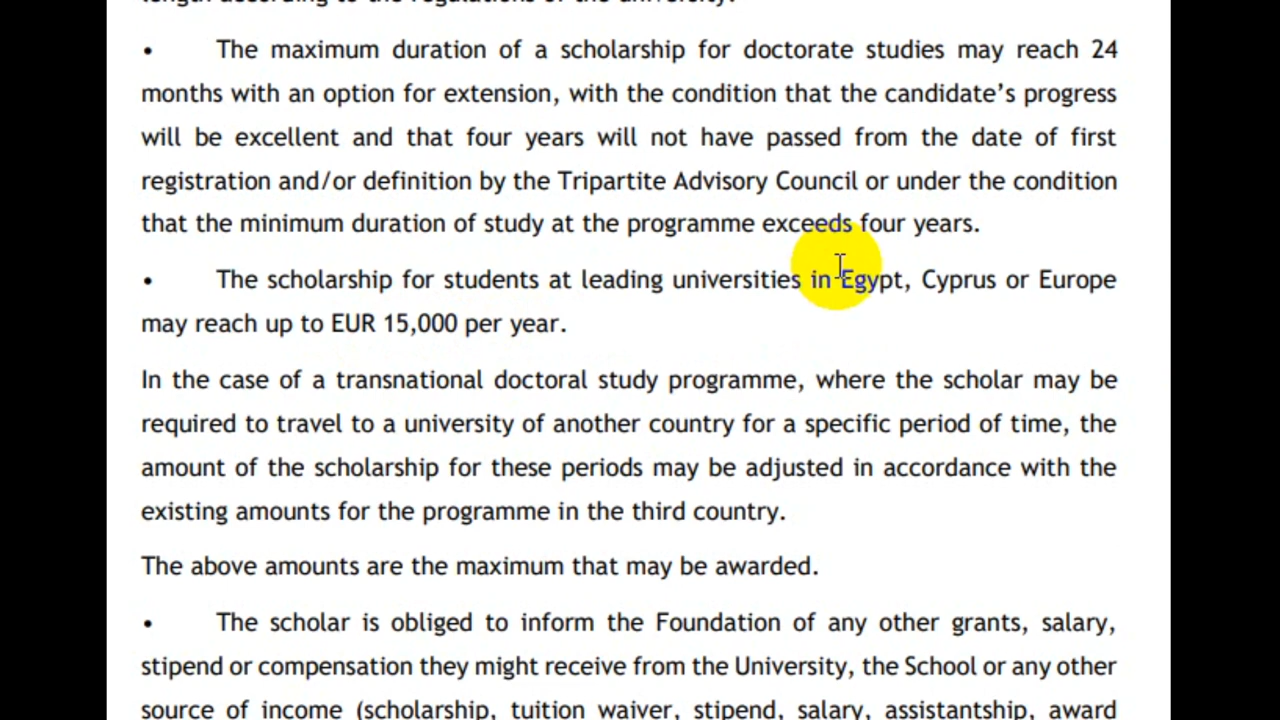 length according to the regulations of the university.
• The maximum duration of a scholarship for doctorate studies may reach 24
months with an option for extension, with the condition that the candidate’s progress
will be excellent and that four years will not have passed from the date of first
registration and/or definition by the Tripartite Advisory Council or under the condition
that the minimum duration of study at the programme exceeds four years.
• The scholarship for students at leading universities in Egypt, Cyprus or Europe
may reach up to EUR 15,000 per year.
In the case of a transnational doctoral study programme, where the scholar may be
required to travel to a university of another country for a specific period of time, the
amount of the scholarship for these periods may be adjusted in accordance with the
existing amounts for the programme in the third country.
The above amounts are the maximum that may be awarded.
• The scholar is obliged to inform the Foundation of any other grants, salary,
stipend or compensation they might receive from the University, the School or any other
source of income (scholarship, tuition waiver, stipend, salary, assistantship, award